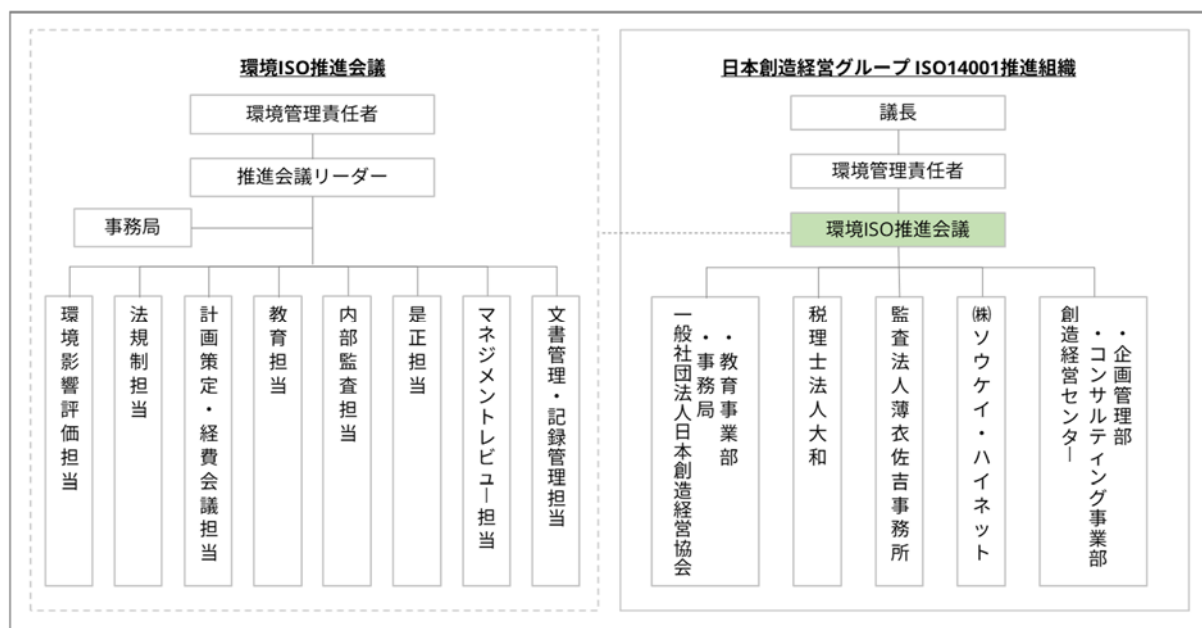 環境ISO推進会議
環境管理責任者
推進会議リーダー
事務局
環境影響評価担当
法規制担当
計画策定・経費会議担当
教育担当
内部監査担当
是正担当
マネジメントレビュー担当
文書管理・記録管理担当
日本創造経営グループ ISO14001推進組織
議長
環境管理責任者
環境ISO推進会議
一般社団法人日本創造経営協会
・事務局
・教育事業部
税理士法人大和
監査法人薄衣佐吉事務所
㈱ソウケイ・ハイネット
創造経営センター
・コンサルティング事業部
・企画管理部